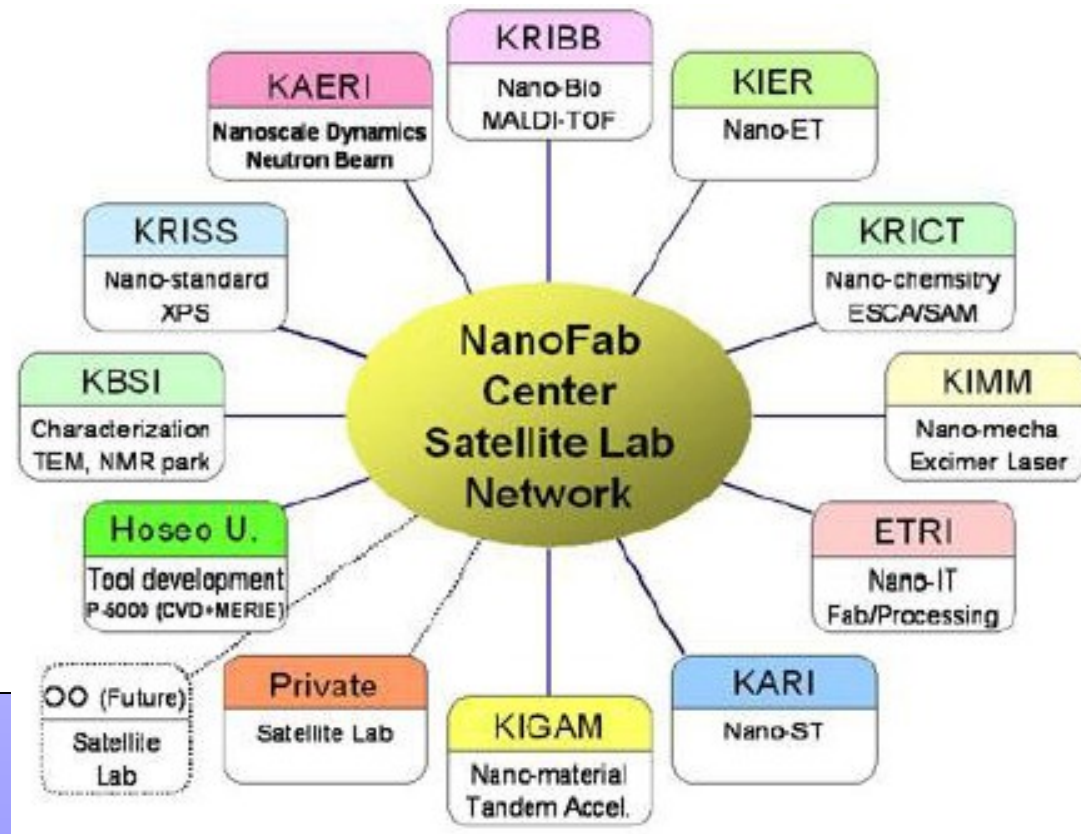 KRIBB
Nano-Bio
MALDI-TOF
KAERI
Nanoscale Dynamics
Neutron Beam
KIER
Nano-ET
KRISS
Nano-standard
XPS
KRICT
Nano-chemsitry
ESCA/SAM
NanoFab
Center
Satellite Lab
Network
KBSI
Characterization
TEM, NMR park
KIMM
Nano-mecha
Excimer Laser
Hoseo U.
Tool development
P-5000 (CVD+MERIE)
ETRI
Nano-IT
Fab/Processing
OO (Future)
Satellite
Lab
Private
Satellite Lab
KIGAM
Nano-material
Tandem Accel.
KARI
Nano-ST